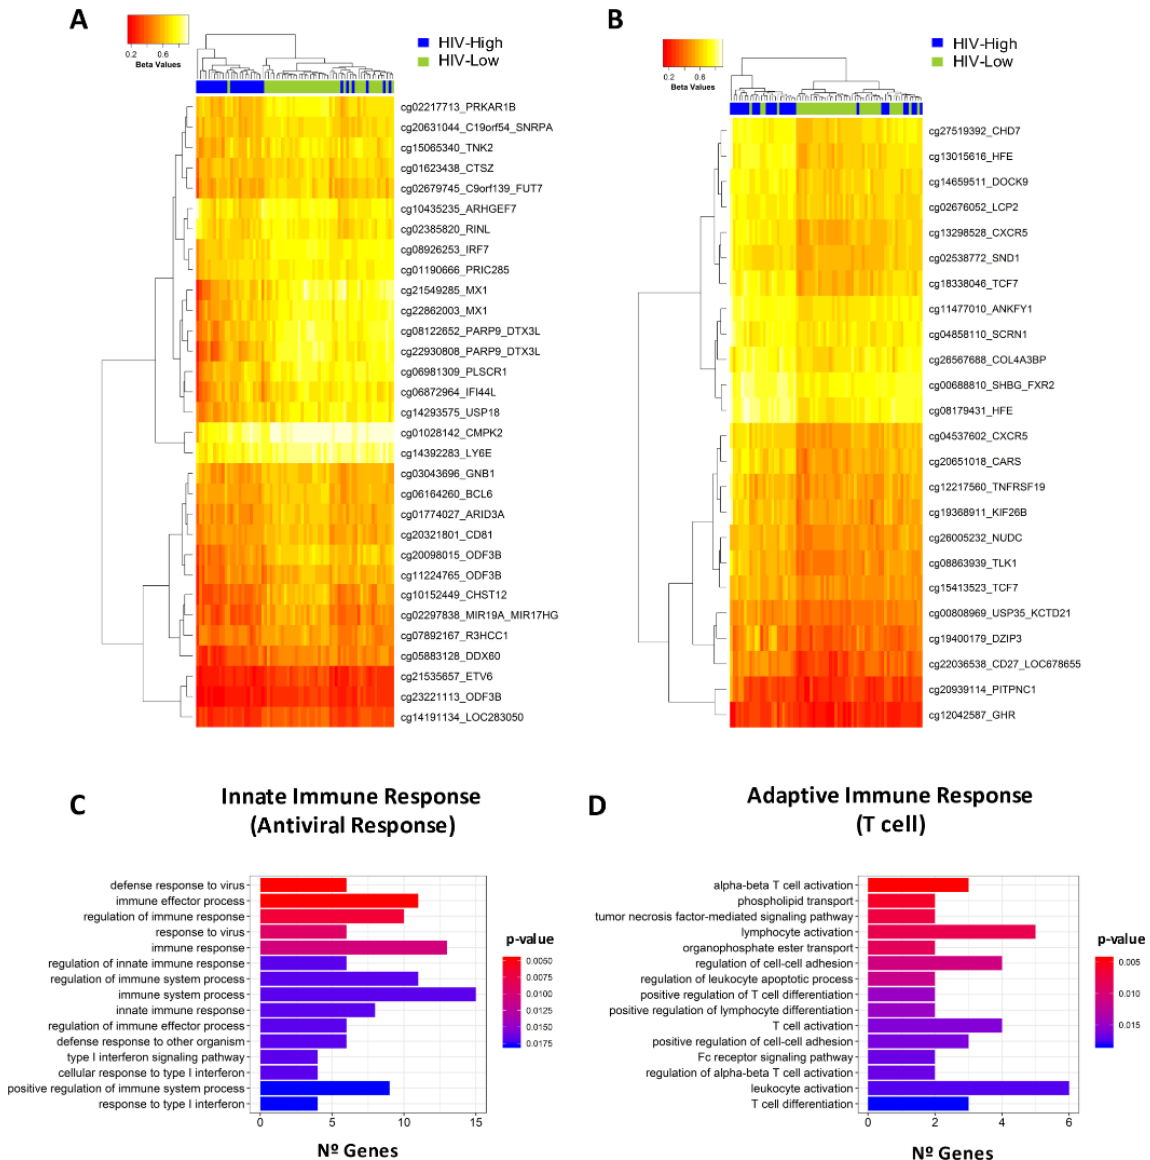 A
0.2 0.6
Beta Values
HIV-High
HIV-Low
cg02217713_PRKAR1B
cg20631044_C19orf54_SNRPA
cg15065340_TNK2
cg01623438_CTSZ
cg02679745_C9orf139_FUT7
cg10435235_ARHGEF7
cg02385820_RINL
cg08926253_IRF7
cg01190666_PRIC285
cg21549285_MX1
cg22862003_MX1
cg08122652_PARP9_DTX3L
cg22930808_PARP9_DTX3L
cg06981309_PLSCR1
cg06872964_IFI44L
cg14293575_USP18
cg01028142_CMPK2
cg14392283_LY6E
cg03043696_GNB1
cg06164260_BCL6
cg01774027_ARID3A
cg20321801_CD81
cg20098015_ODF3B
cg11224765_ODF3B
cg10152449_CHST12
cg02297838_MIR19A_MIR17HG
cg07892167_R3HCC1
cg05883128_DDX60
cg21535657_ETV6
cg23221113_ODF3B
cg14191134_LOC283050
B
0.2 0.6
Beta Values
HIV-High
HIV-Low
cg27519392_CHD7
cg13015616_HFE
cg14659511_DOCK9
cg02676052_LCP2
cg13298528_CXCR5
cg02538772_SND1
cg18338046_TCF7
cg11477010_ANKFY1
cg04858110_SCRN1
cg26567688_COL4A3BP
cg00688810_SHBG_FXR2
cg08179431_HFE
cg04537602_CXCR5
cg20651018_CARS
cg12217560_TNFRSF19
cg19368911_KIF26B
cg26005232_NUDC
cg08863939_TLK1
cg15413523_TCF7
cg00808969_USP35_KCTD21
cg19400179_DZIP3
cg22036538_CD27_LOC678655
cg20939114_PITPNC1
cg12042587_GHR
C
Innate Immune Response
(Antiviral Response)
defense response to virus
immune effector process
regulation of immune response
response to virus
immune response
regulation of innate immune response
regulation of immune system process
immune system process
innate immune response
regulation of immune effector process
defense response to other organism
type I interferon signaling pathway
cellular response to type I interferon
positive regulation of immune system process
response to type I interferon
0 5 10 15
Nº Genes
p-value
0.0050
0.0075
0.0100
0.0125
0.0150
0.0175
D
Adaptive Immune Response
(T cell)
alpha-beta T cell activation
phospholipid transport
tumor necrosis factor-mediated signaling pathway
lymphocyte activation
organophosphate ester transport
regulation of cell-cell adhesion
regulation of leukocyte apoptotic process
positive regulation of T cell differentiation
positive regulation of lymphocyte differentiation
T cell activation
positive regulation of cell-cell adhesion
Fc receptor signaling pathway
regulation of alpha-beta T cell activation
leukocyte activation
T cell differentiation
0 2 4 6
Nº Genes
p-value
0.005
0.010
0.015